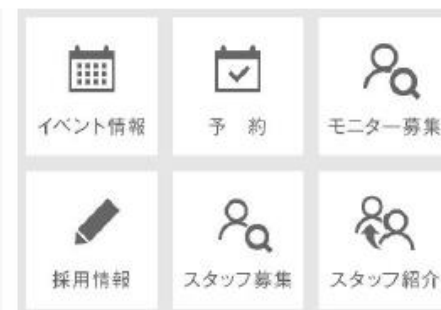 イベント情報
予　約
モニター募集
採用情報
スタッフ募集
スタッフ紹介